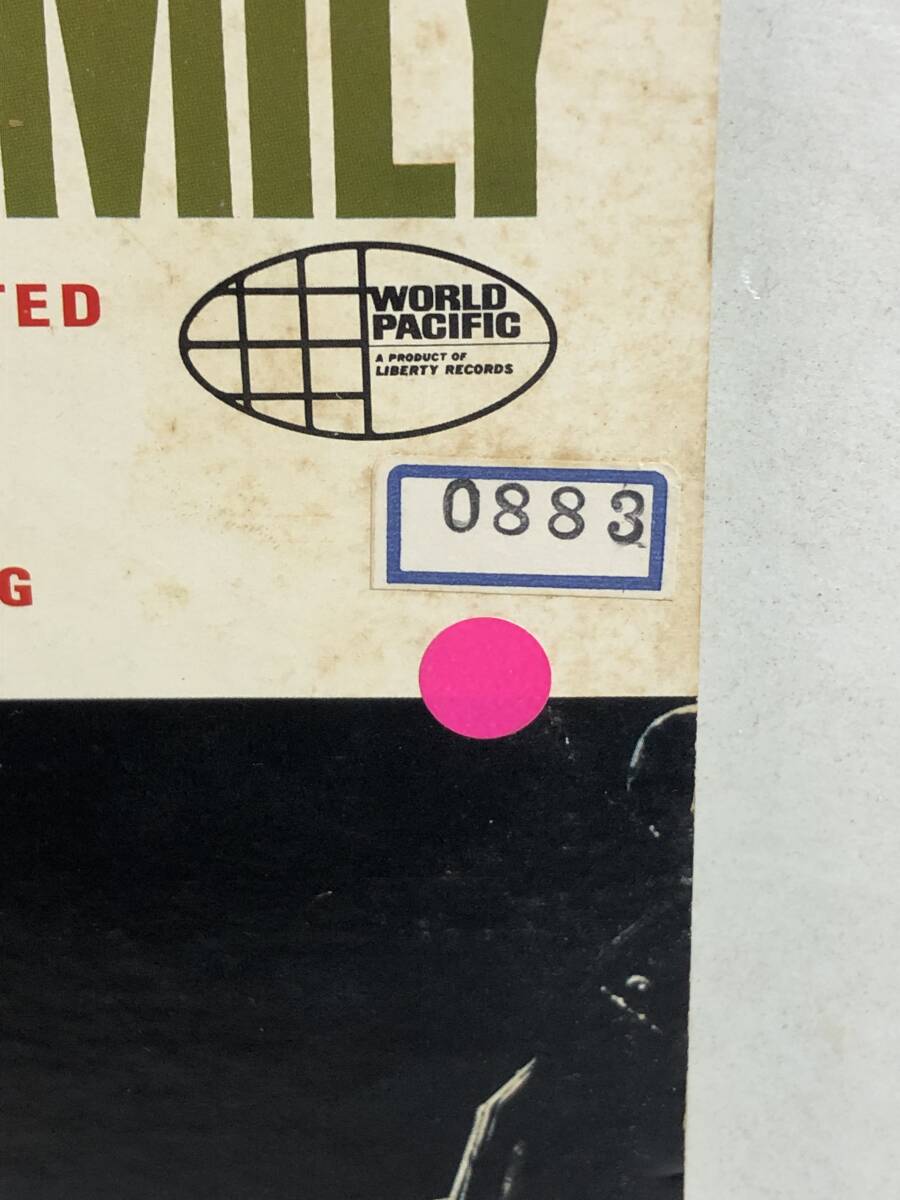 MILY
TED
WORLD
PACIFIC
A PRODUCT OF
LIBERTY RECORDS
0883
G